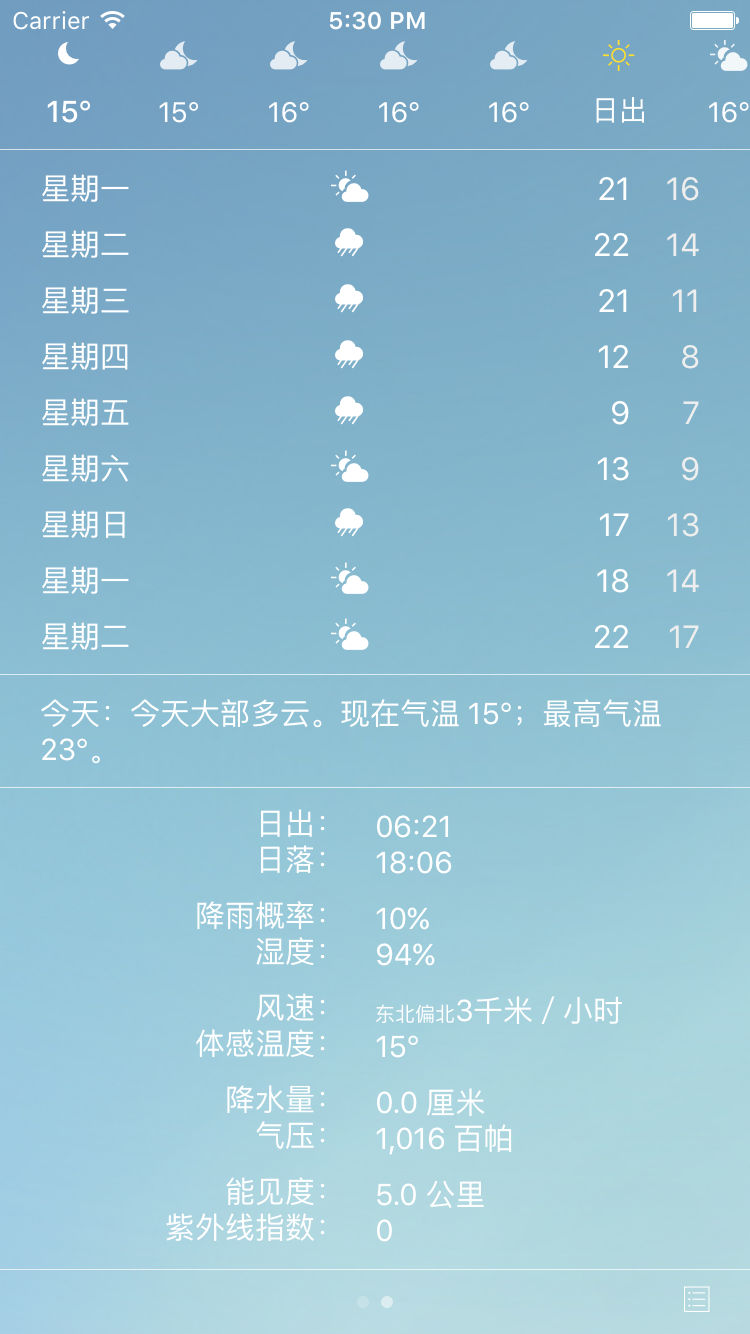 Carrier 5:30 PM
15° 15° 16° 16° 16° 日出 16°
星期一 21 16
星期二 22 14
星期三 21 11
星期四 12 8
星期五 9 7
星期六 13 9
星期日 17 13
星期一 18 14
星期二 22 17
今天：今天大部多云。现在气温 15°；最高气温
23°。
日出： 06:21
日落： 18:06
降雨概率： 10%
湿度： 94%
风速： 东北偏北3千米 / 小时
体感温度： 15°
降水量： 0.0 厘米
气压： 1,016 百帕
能见度： 5.0 公里
紫外线指数： 0